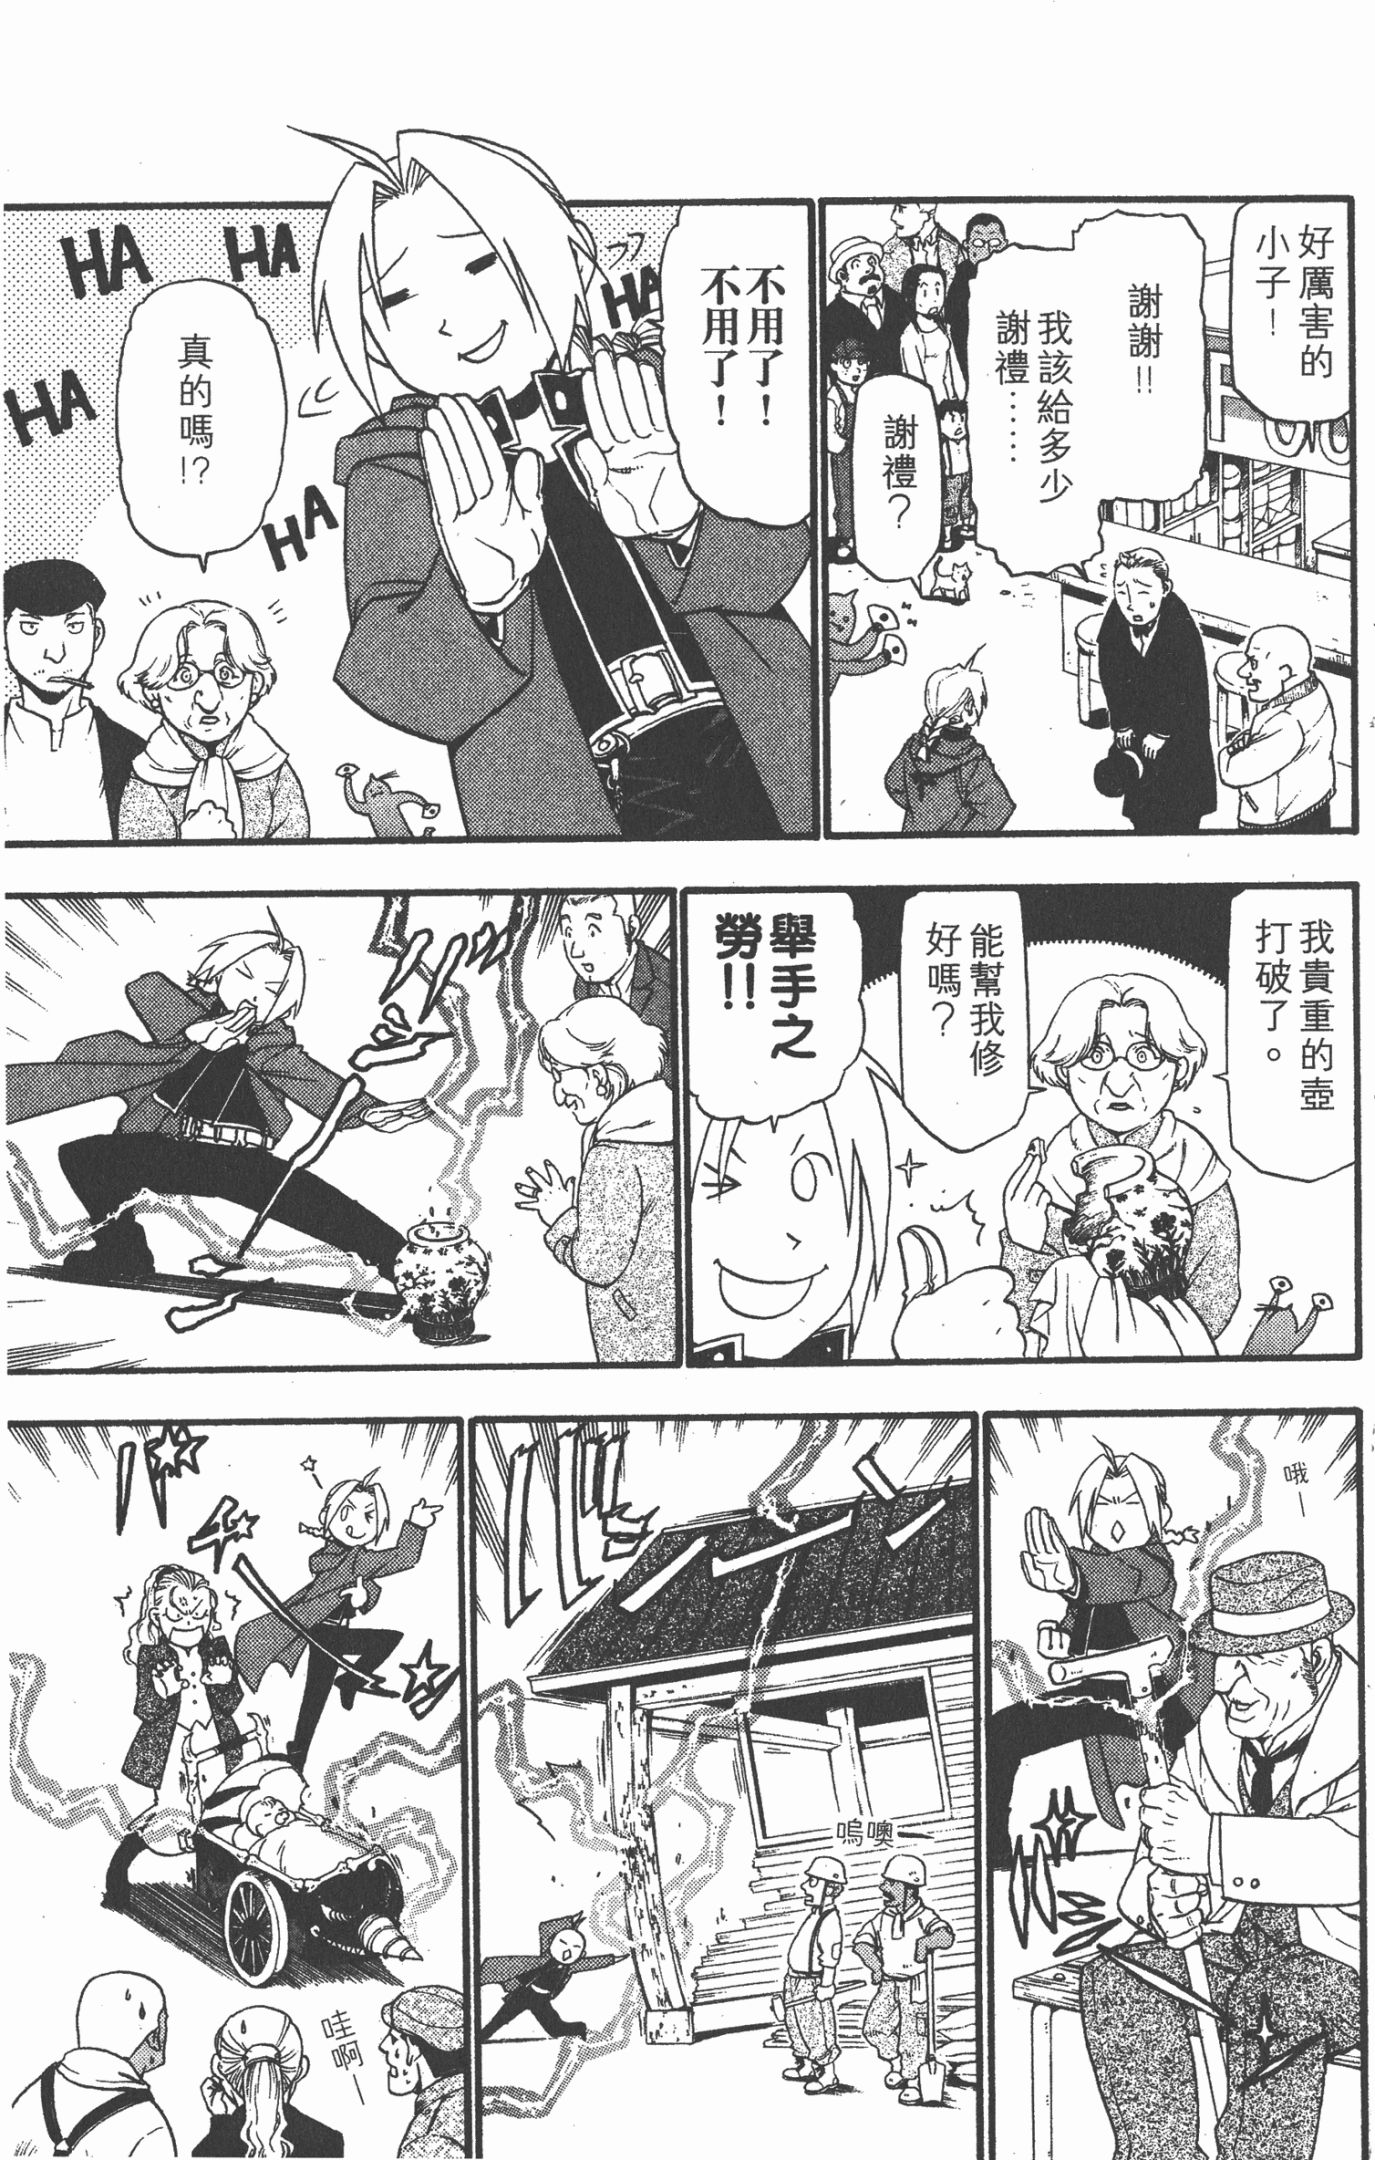 好厲害的
小子！
謝謝!!
我該給多少
謝禮……
謝禮？
不用了！
不用了！
HA
HA
HA
HA
HA
真的嗎!?
我貴重的壺
打破了。
能幫我修
好嗎？
舉手之
勞!!
哦－
嗚噢－
哇啊－